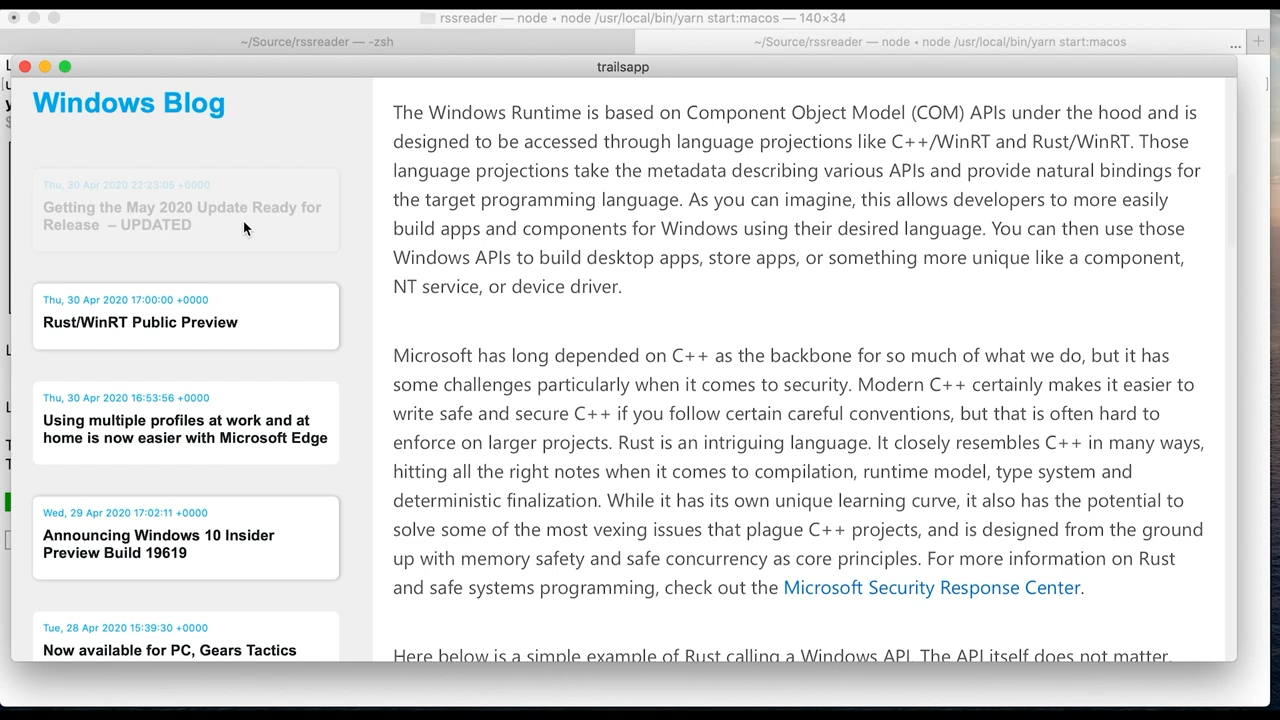 rssreader — node ◂ node /usr/local/bin/yarn start:macos — 140×34
~/Source/rssreader — -zsh
~/Source/rssreader — node ◂ node /usr/local/bin/yarn start:macos
trailsapp
Windows Blog
Thu, 30 Apr 2020 22:23:05 +0000
Getting the May 2020 Update Ready for
Release – UPDATED
Thu, 30 Apr 2020 17:00:00 +0000
Rust/WinRT Public Preview
Thu, 30 Apr 2020 16:53:56 +0000
Using multiple profiles at work and at
home is now easier with Microsoft Edge
Wed, 29 Apr 2020 17:02:11 +0000
Announcing Windows 10 Insider
Preview Build 19619
Tue, 28 Apr 2020 15:39:30 +0000
Now available for PC, Gears Tactics
The Windows Runtime is based on Component Object Model (COM) APIs under the hood and is
designed to be accessed through language projections like C++/WinRT and Rust/WinRT. Those
language projections take the metadata describing various APIs and provide natural bindings for
the target programming language. As you can imagine, this allows developers to more easily
build apps and components for Windows using their desired language. You can then use those
Windows APIs to build desktop apps, store apps, or something more unique like a component,
NT service, or device driver.
Microsoft has long depended on C++ as the backbone for so much of what we do, but it has
some challenges particularly when it comes to security. Modern C++ certainly makes it easier to
write safe and secure C++ if you follow certain careful conventions, but that is often hard to
enforce on larger projects. Rust is an intriguing language. It closely resembles C++ in many ways,
hitting all the right notes when it comes to compilation, runtime model, type system and
deterministic finalization. While it has its own unique learning curve, it also has the potential to
solve some of the most vexing issues that plague C++ projects, and is designed from the ground
up with memory safety and safe concurrency as core principles. For more information on Rust
and safe systems programming, check out the Microsoft Security Response Center.
Here below is a simple example of Rust calling a Windows API. The API itself does not matter,